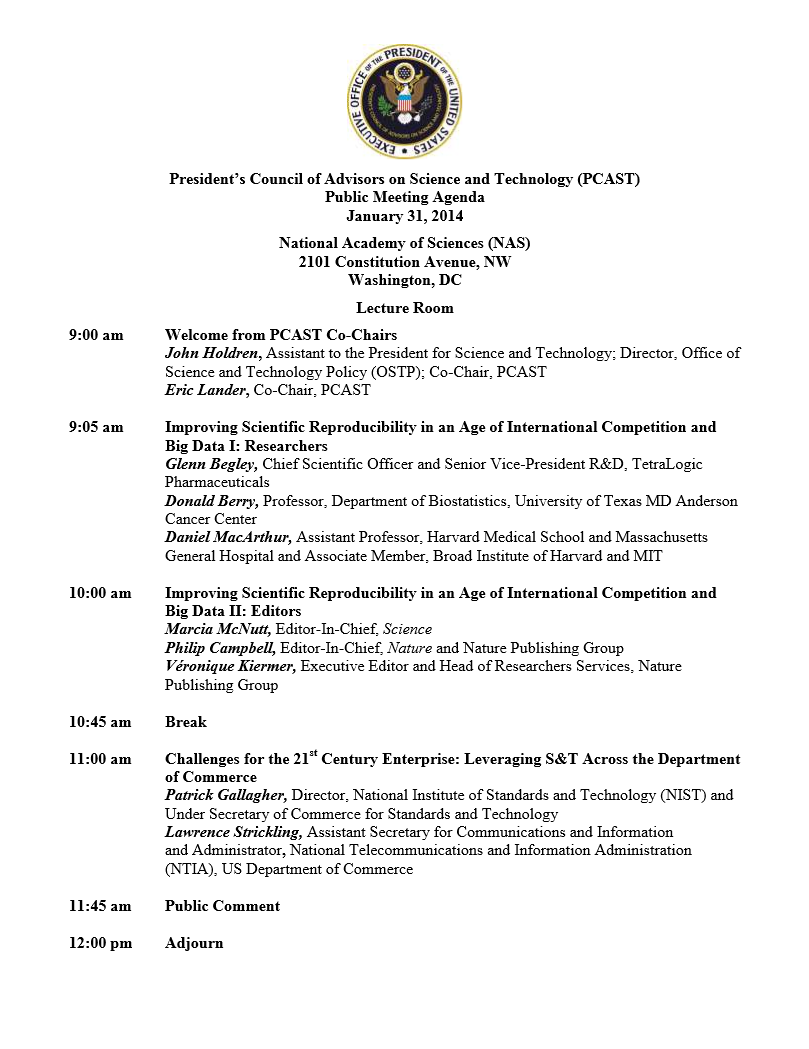 EXECUTIVE OFFICE OF THE PRESIDENT OF THE UNITED STATES
President's Council of Advisors on Science and Technology (PCAST)
Public Meeting Agenda
January 31, 2014
National Academy of Sciences (NAS)
2101 Constitution Avenue, NW
Washington, DC
Lecture Room
9:00 am Welcome from PCAST Co-Chairs
John Holdren, Assistant to the President for Science and Technology; Director, Office of
Science and Technology Policy (OSTP); Co-Chair, PCAST
Eric Lander, Co-Chair, PCAST
9:05 am Improving Scientific Reproducibility in an Age of International Competition and
Big Data I: Researchers
Glenn Begley, Chief Scientific Officer and Senior Vice-President R&D, TetraLogic
Pharmaceuticals
Donald Berry, Professor, Department of Biostatistics, University of Texas MD Anderson
Cancer Center
Daniel MacArthur, Assistant Professor, Harvard Medical School and Massachusetts
General Hospital and Associate Member, Broad Institute of Harvard and MIT
10:00 am Improving Scientific Reproducibility in an Age of International Competition and
Big Data II: Editors
Marcia McNutt, Editor-In-Chief, Science
Philip Campbell, Editor-In-Chief, Nature and Nature Publishing Group
Véronique Kiermer, Executive Editor and Head of Researchers Services, Nature
Publishing Group
10:45 am Break
11:00 am Challenges for the 21st Century Enterprise: Leveraging S&T Across the Department
of Commerce
Patrick Gallagher, Director, National Institute of Standards and Technology (NIST) and
Under Secretary of Commerce for Standards and Technology
Lawrence Strickling, Assistant Secretary for Communications and Information
and Administrator, National Telecommunications and Information Administration
(NTIA), US Department of Commerce
11:45 am Public Comment
12:00 pm Adjourn